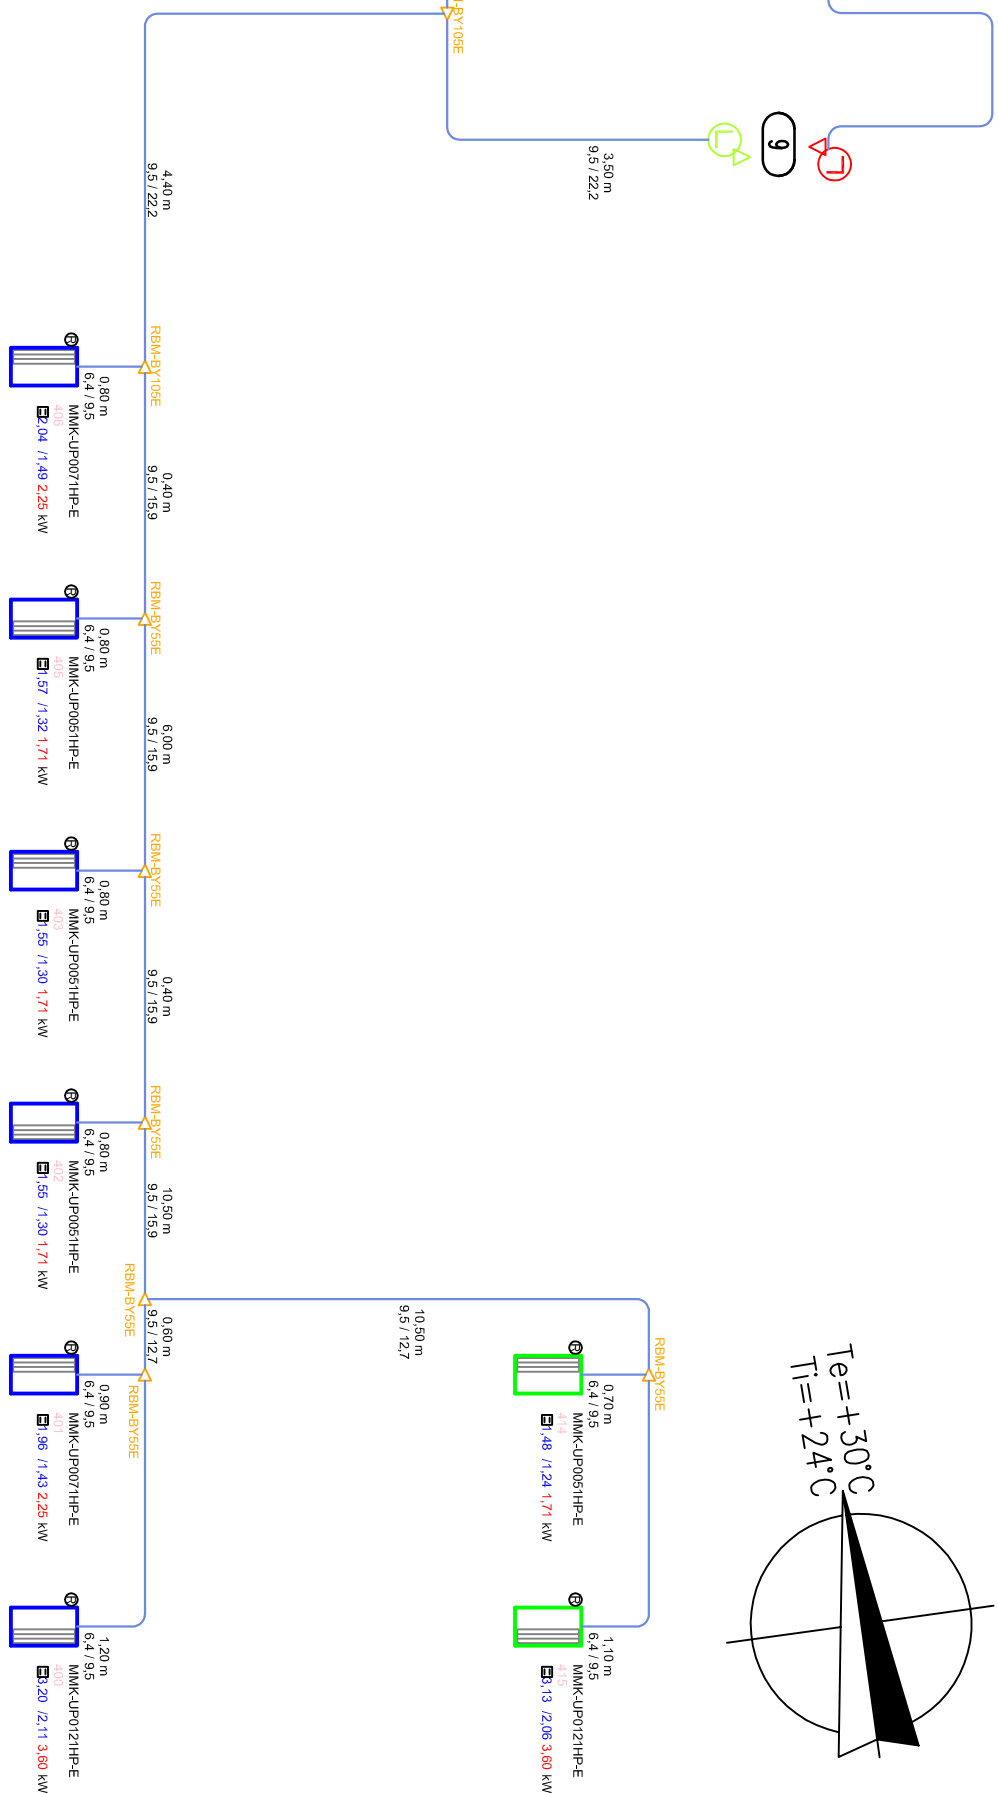 I-BY105E
9
3,50 m
9,5 / 22,2
4,40 m
9,5 / 22,2
RBM-BY105E
0,80 m
6,4 / 9,5
R
MMK-UP0071HP-E
406
2,04 /1,49 2,25 kW
0,40 m
9,5 / 15,9
RBM-BY55E
0,80 m
6,4 / 9,5
R
MMK-UP0051HP-E
405
1,57 /1,32 1,71 kW
6,00 m
9,5 / 15,9
RBM-BY55E
0,80 m
6,4 / 9,5
R
MMK-UP0051HP-E
403
1,55 /1,30 1,71 kW
0,40 m
9,5 / 15,9
RBM-BY55E
0,80 m
6,4 / 9,5
R
MMK-UP0051HP-E
402
1,55 /1,30 1,71 kW
10,50 m
9,5 / 15,9
RBM-BY55E
0,60 m
9,5 / 12,7
RBM-BY55E
0,90 m
6,4 / 9,5
R
MMK-UP0071HP-E
401
1,96 /1,43 2,25 kW
1,20 m
6,4 / 9,5
R
MMK-UP0121HP-E
400
3,20 /2,11 3,60 kW
10,50 m
9,5 / 12,7
RBM-BY55E
0,70 m
6,4 / 9,5
R
MMK-UP0051HP-E
414
1,48 /1,24 1,71 kW
1,10 m
6,4 / 9,5
R
MMK-UP0121HP-E
415
3,13 /2,06 3,60 kW
Te=+30°C
Ti=+24°C